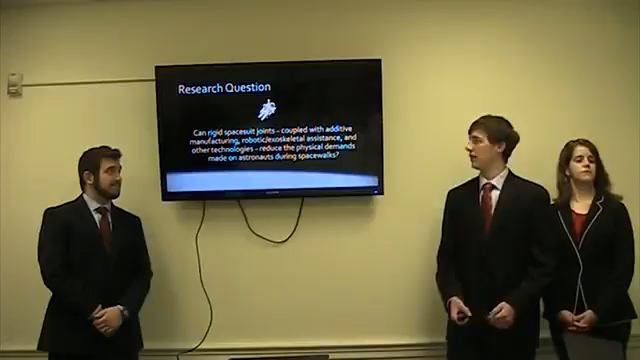 Research Question
Can rigid spacesuit joints – coupled with additive
manufacturing, robotic/exoskeletal assistance, and
other technologies – reduce the physical demands
made on astronauts during spacewalks?